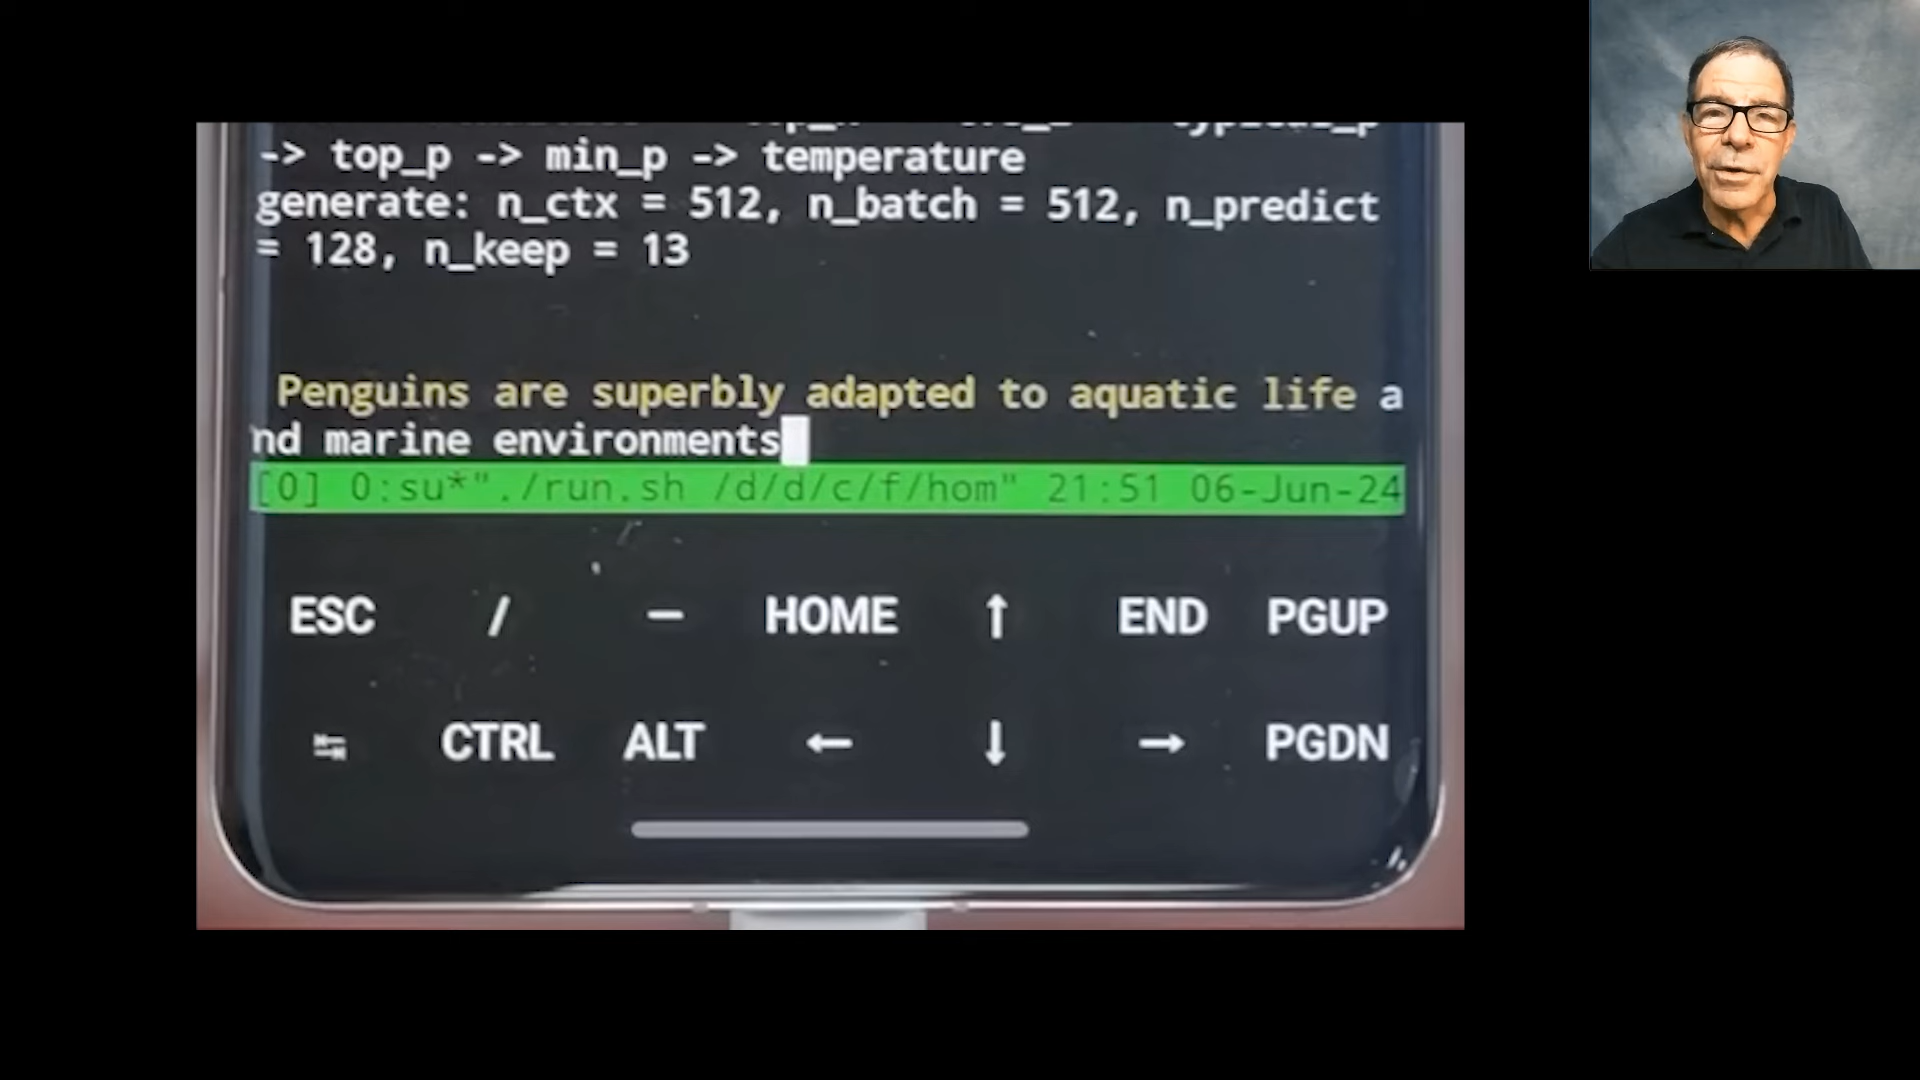 -> top_p -> min_p -> temperature
generate: n_ctx = 512, n_batch = 512, n_predict
= 128, n_keep = 13
Penguins are superbly adapted to aquatic life a
nd marine environments
[0] 0:su*"./run.sh /d/d/c/f/hom" 21:51 06-Jun-24
ESC / — HOME ↑ END PGUP
↹ CTRL ALT ← ↓ → PGDN